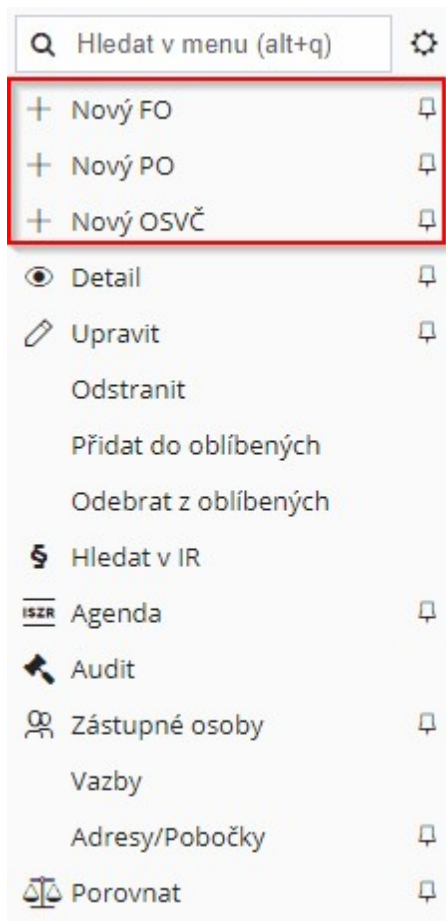 Hledat v menu (alt+q)
Nový FO
Nový PO
Nový OSVČ
Detail
Upravit
Odstranit
Přidat do oblíbených
Odebrat z oblíbených
§ Hledat v IR
ISZR Agenda
Audit
Zástupné osoby
Vazby
Adresy/Pobočky
Porovnat